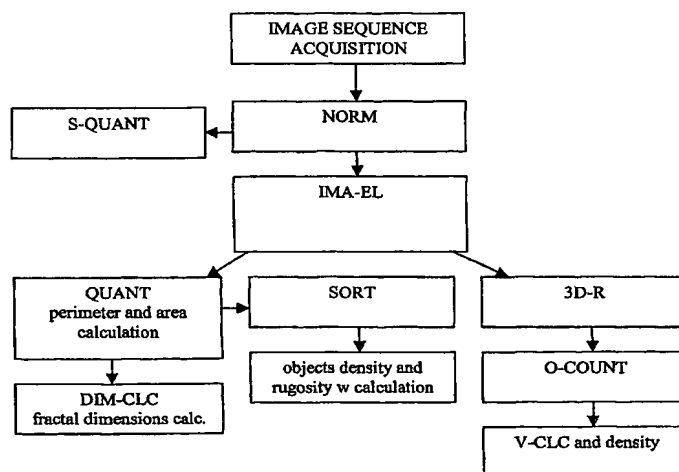 IMAGE SEQUENCE
ACQUISITION
S-QUANT
NORM
IMA-EL
QUANT
perimeter and area
calculation
SORT
3D-R
objects density and
rugosity w calculation
O-COUNT
DIM-CLC
fractal dimensions calc.
V-CLC and density